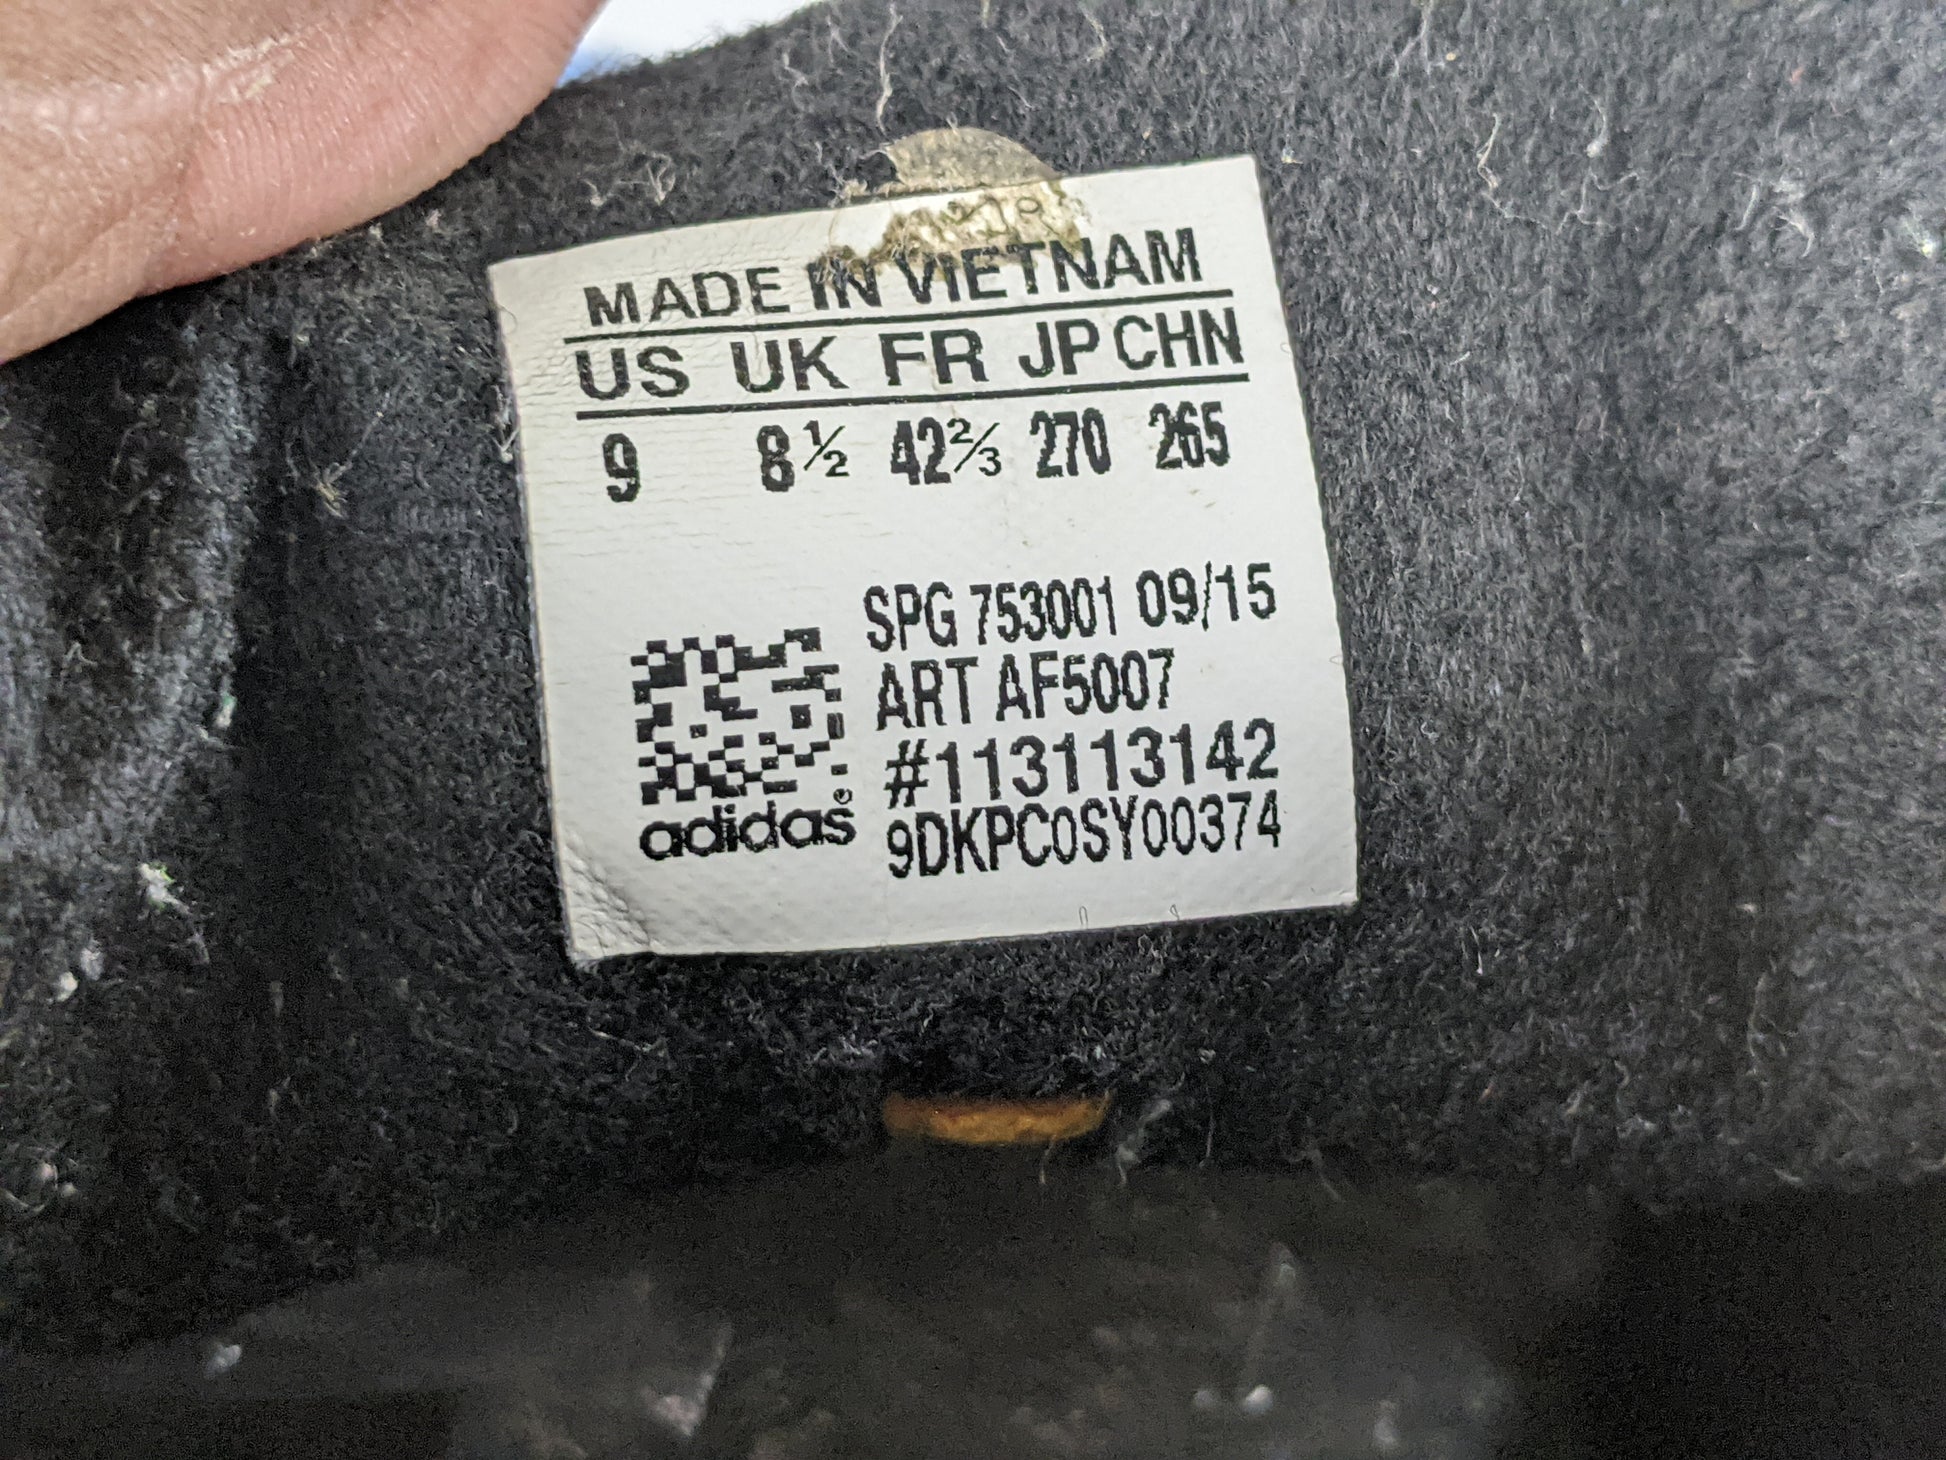 MADE IN VIETNAM
US UK FR JP CHN
9 8½ 42⅔ 270 265
SPG 753001 09/15
ART AF5007
#113113142
adidas® 9DKPC0SY00374